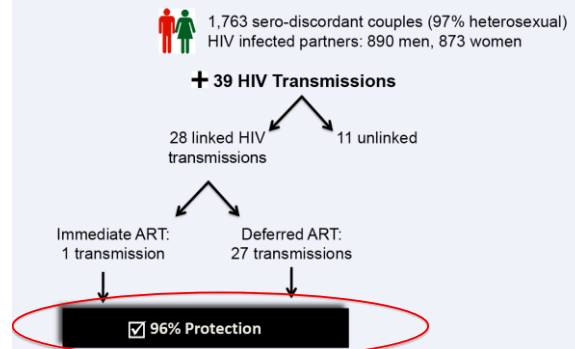 1,763 sero-discordant couples (97% heterosexual)
HIV infected partners: 890 men, 873 women
+ 39 HIV Transmissions
28 linked HIV
transmissions
11 unlinked
Immediate ART:
1 transmission
Deferred ART:
27 transmissions
☑ 96% Protection